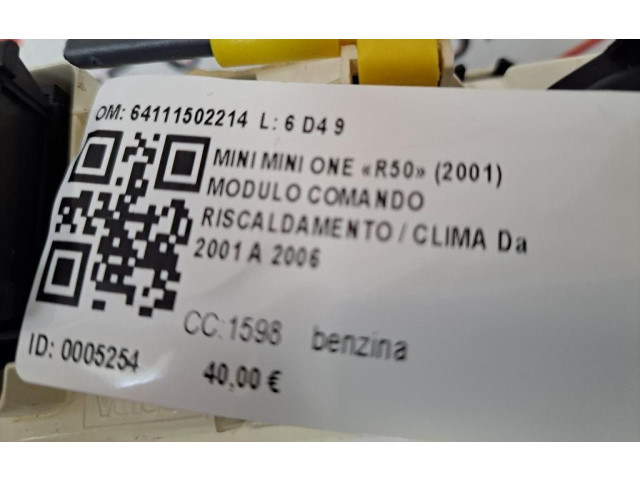 OM: 64111502214 L: 6 D4 9
MINI MINI ONE «R50» (2001)
MODULO COMANDO
RISCALDAMENTO / CLIMA Da
2001 A 2006
CC:1598 benzina
ID: 0005254
40,00 €